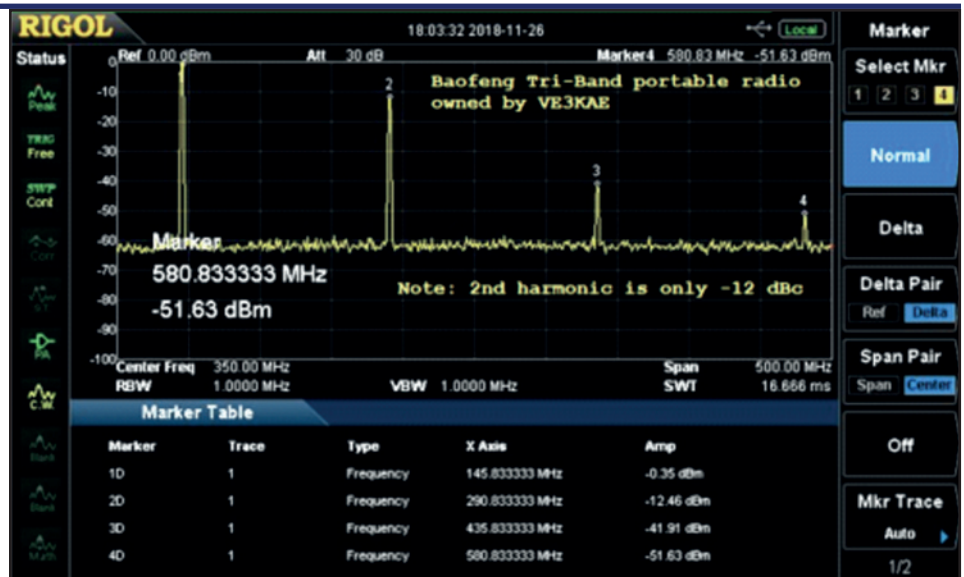 RIGOL
18:03:32 2018-11-26
Local
Status
Peak
TRIG
Free
SWP
Cont
Corr
S.T
PA
C.W.
Blank
Blank
Math
Ref 0.00 dBm Att 30 dB Marker4 580.83 MHz -51.63 dBm
0
-10
-20
-30
-40
-50
-60
-70
-80
-90
-100
2
3
4
Baofeng Tri-Band portable radio
owned by VE3KAE
Marker
580.833333 MHz
-51.63 dBm
Note: 2nd harmonic is only -12 dBc
Center Freq 350.00 MHz Span 500.00 MHz
RBW 1.0000 MHz VBW 1.0000 MHz SWT 16.666 ms
Marker Table
Marker Trace Type X Axis Amp
1D 1 Frequency 145.833333 MHz -0.35 dBm
2D 1 Frequency 290.833333 MHz -12.46 dBm
3D 1 Frequency 435.833333 MHz -41.91 dBm
4D 1 Frequency 580.833333 MHz -51.63 dBm
Marker
Select Mkr
1 2 3 4
Normal
Delta
Delta Pair
Ref Delta
Span Pair
Span Center
Off
Mkr Trace
Auto
1/2